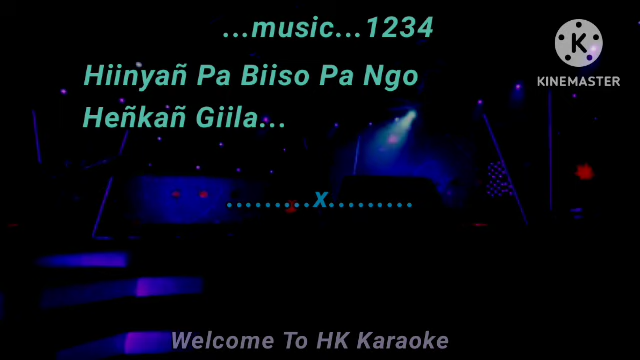 ...music...1234
Hiinyañ Pa Biiso Pa Ngo
Heñkañ Giila...
.........x.........
Welcome To HK Karaoke
K
KINEMASTER